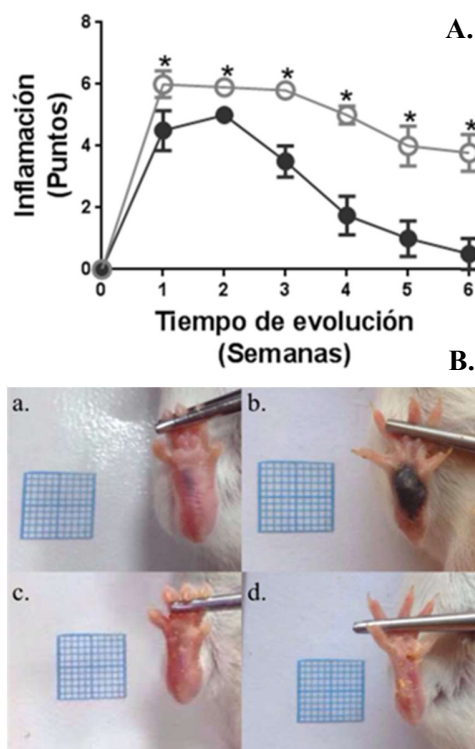 A.
8
6
4
2
0
Inflamación
(Puntos)
* * * * * *
0 1 2 3 4 5 6
Tiempo de evolución
(Semanas)
B.
a.
b.
c.
d.